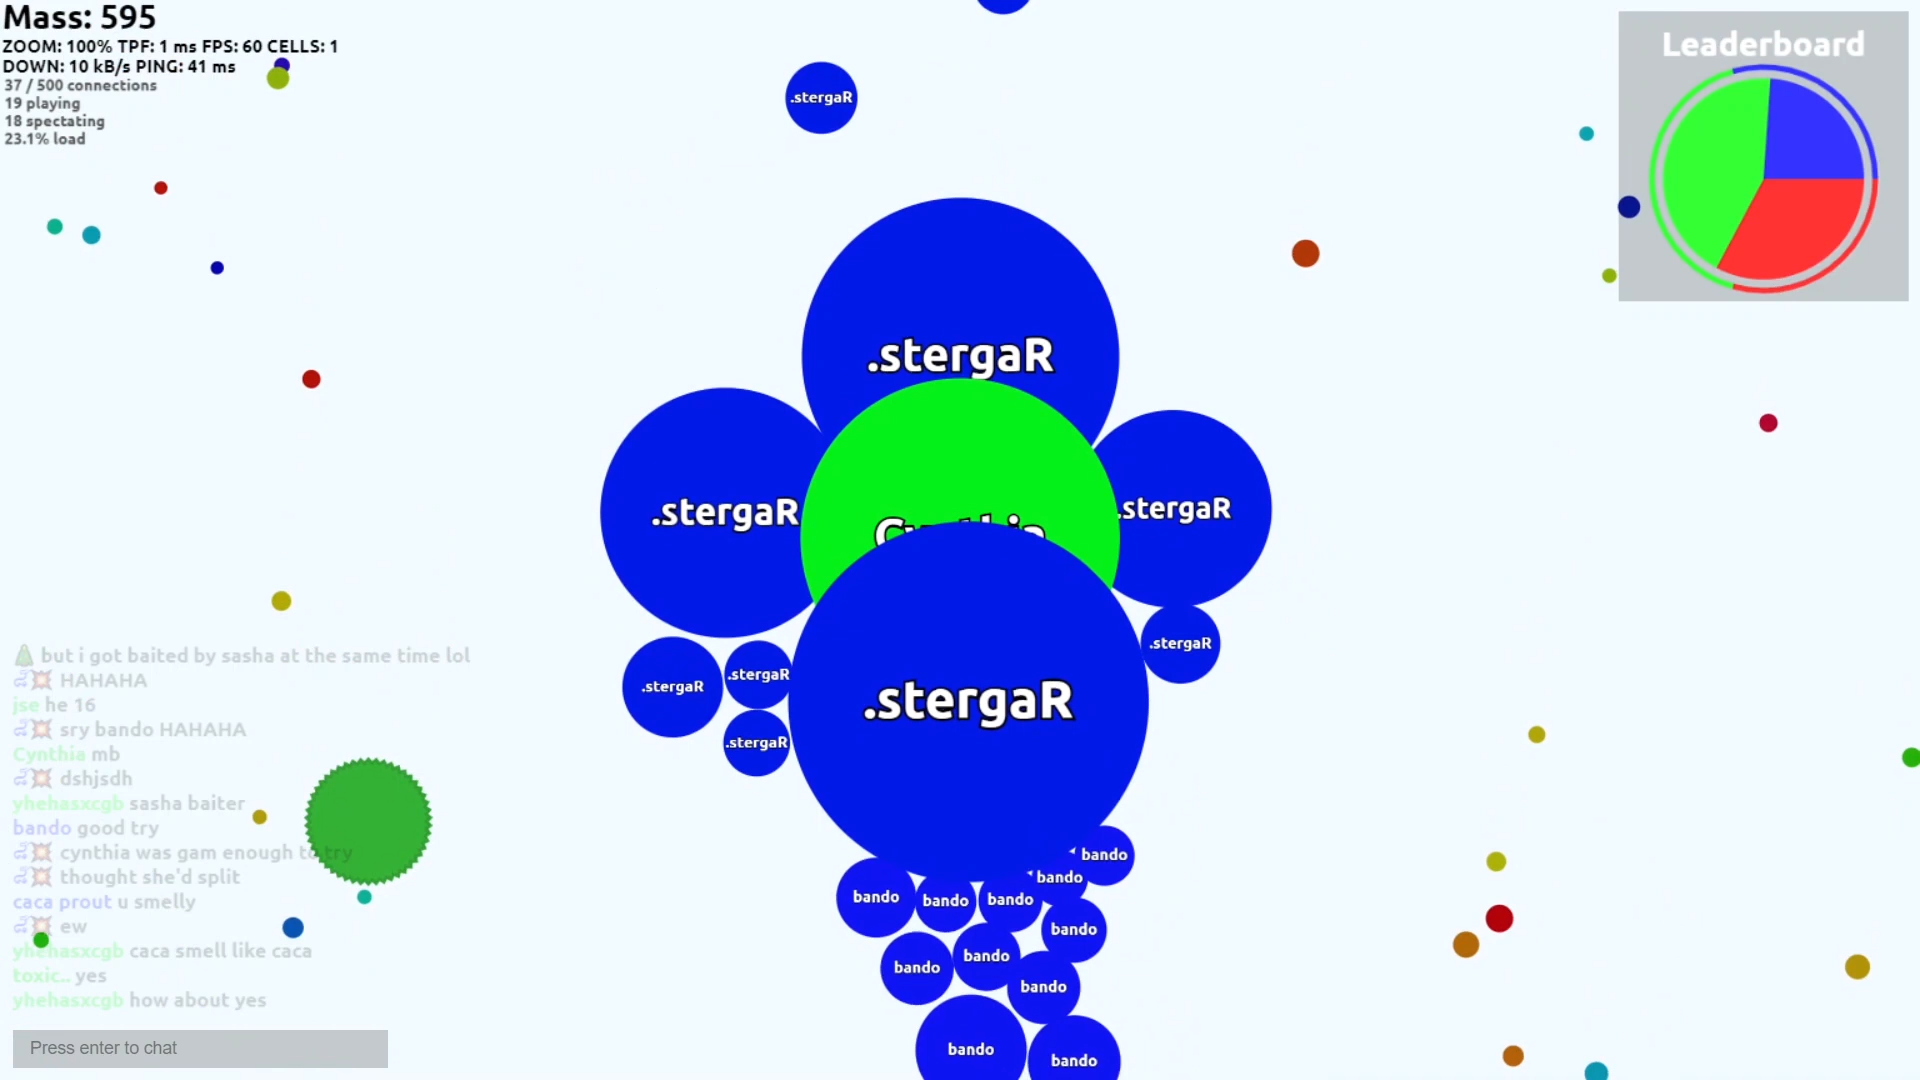 Mass: 595
ZOOM: 100% TPF: 1 ms FPS: 60 CELLS: 1
DOWN: 10 kB/s PING: 41 ms
37 / 500 connections
19 playing
18 spectating
23.1% load
Leaderboard
.stergaR
.stergaR
.stergaR
.stergaR
.stergaR
.stergaR
.stergaR
.stergaR
.stergaR
bando
bando
bando
bando
bando
bando
bando
bando
bando
bando
bando
but i got baited by sasha at the same time lol
HAHAHA
jse he 16
sry bando HAHAHA
Cynthia mb
dshjsdh
yhehasxcgb sasha baiter
bando good try
cynthia was gam enough to try
thought she'd split
caca prout u smelly
ew
yhehasxcgb caca smell like caca
toxic.. yes
yhehasxcgb how about yes
Press enter to chat